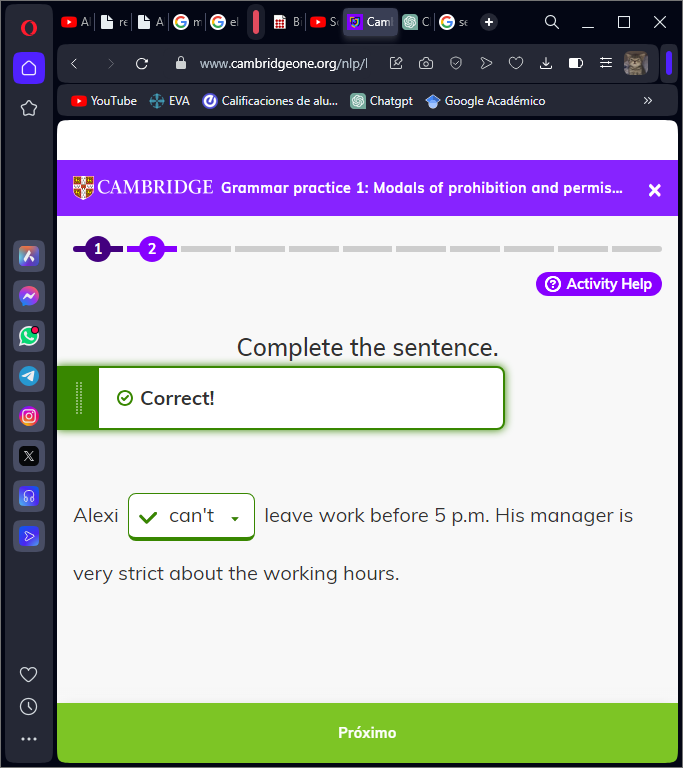 www.cambridgeone.org/nlp/
YouTube EVA Calificaciones de alu... Chatgpt Google Académico »
CAMBRIDGE Grammar practice 1: Modals of prohibition and permis...
1 2
Activity Help
Complete the sentence.
Correct!
Alexi can't leave work before 5 p.m. His manager is
very strict about the working hours.
Próximo